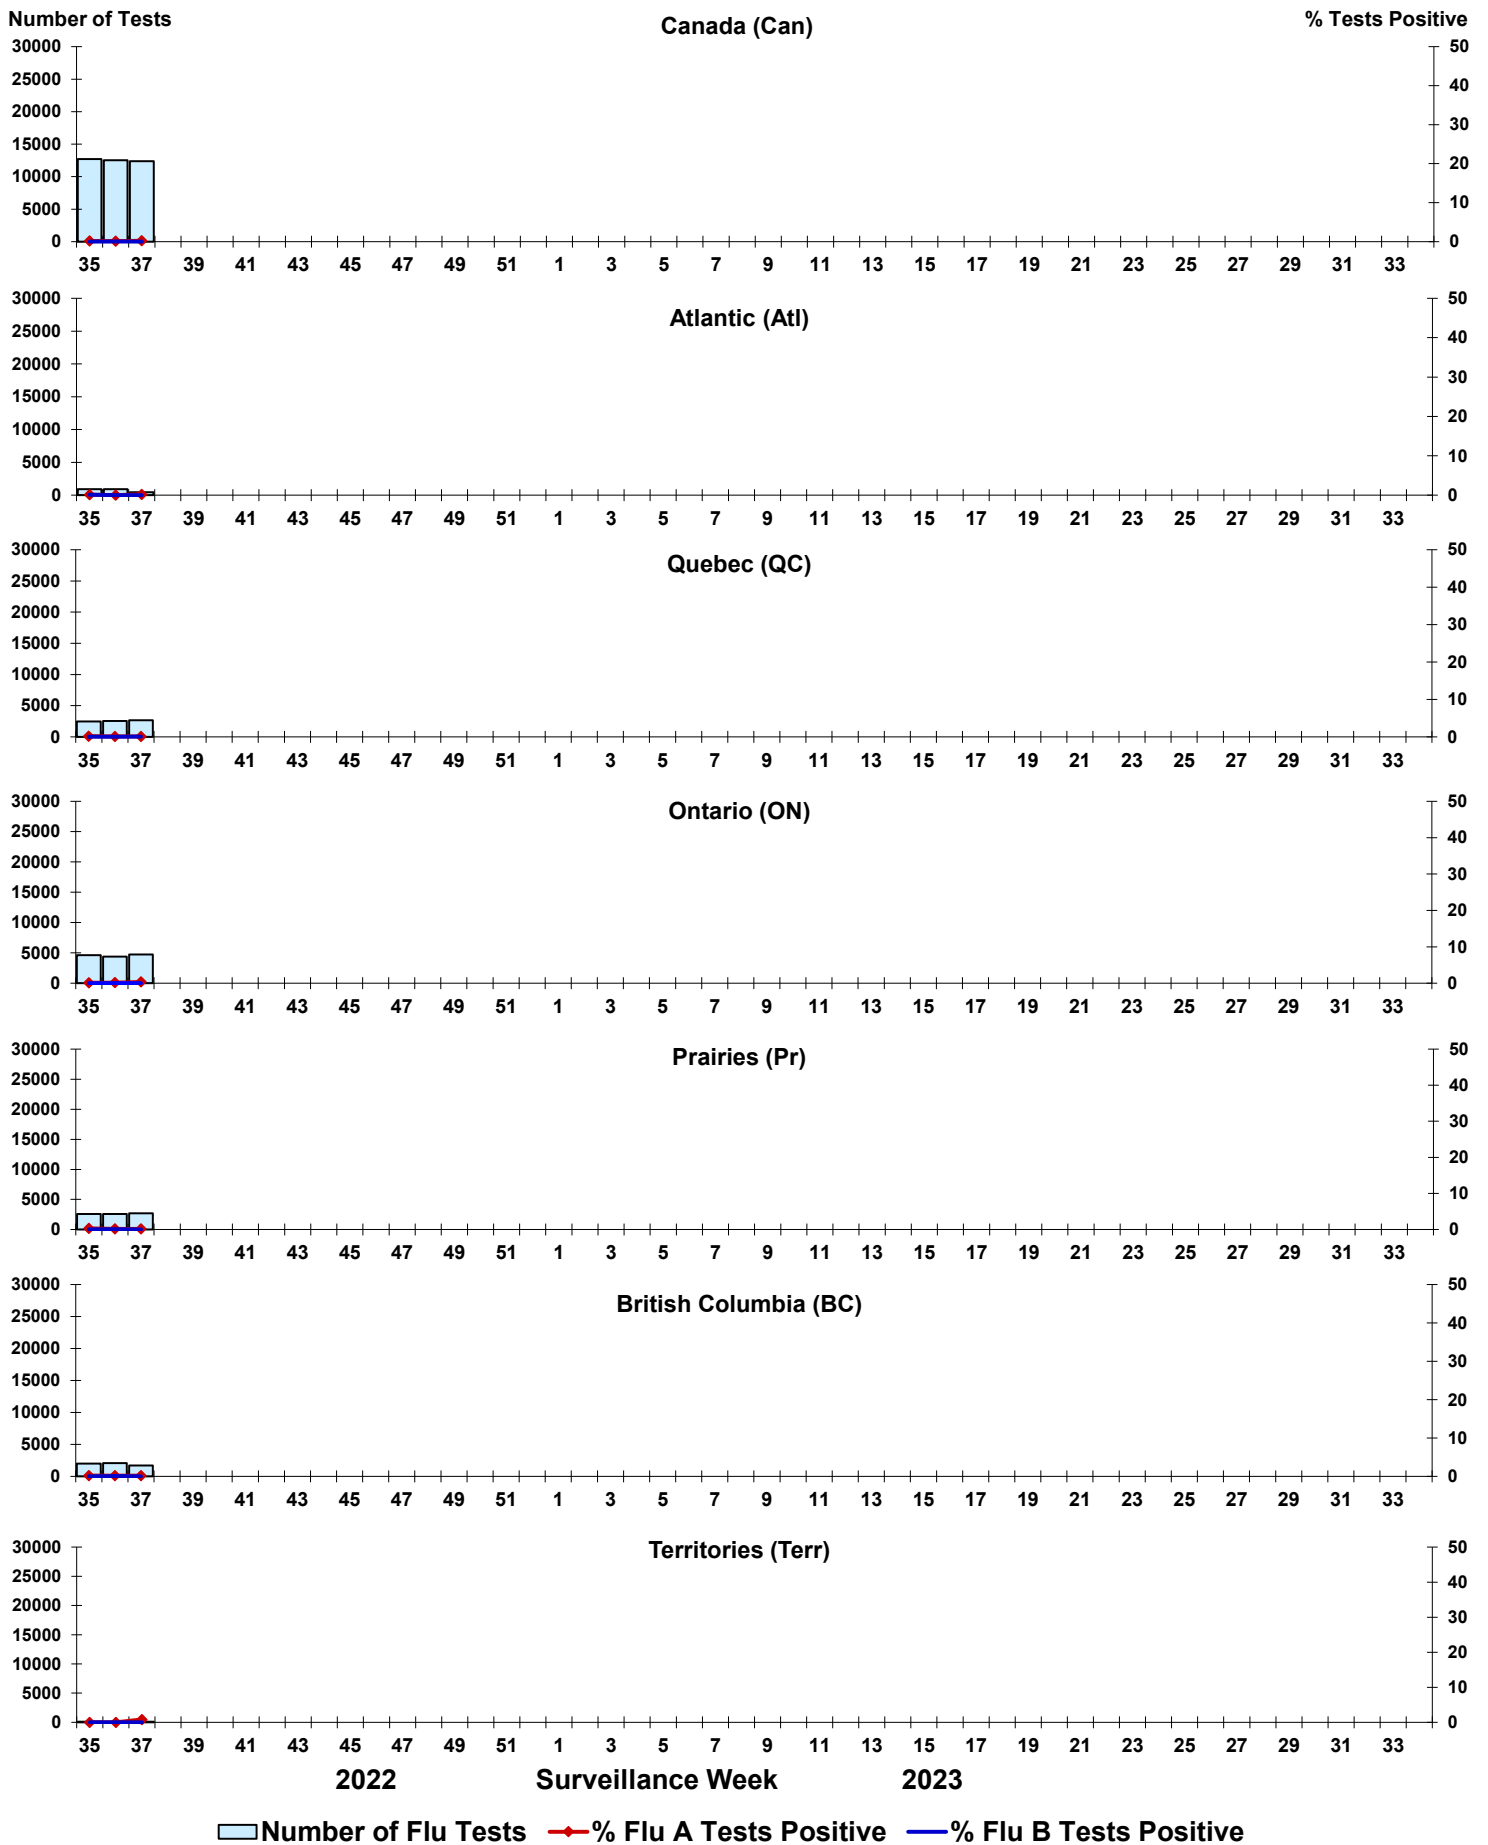 Number of Tests
Canada (Can)
% Tests Positive
30000 50
25000 40
20000 30
15000 20
10000 10
5000
0 0
35 37 39 41 43 45 47 49 51 1 3 5 7 9 11 13 15 17 19 21 23 25 27 29 31 33
Atlantic (Atl)
30000 50
25000 40
20000 30
15000 20
10000 10
5000
0 0
35 37 39 41 43 45 47 49 51 1 3 5 7 9 11 13 15 17 19 21 23 25 27 29 31 33
Quebec (QC)
30000 50
25000 40
20000 30
15000 20
10000 10
5000
0 0
35 37 39 41 43 45 47 49 51 1 3 5 7 9 11 13 15 17 19 21 23 25 27 29 31 33
Ontario (ON)
30000 50
25000 40
20000 30
15000 20
10000 10
5000
0 0
35 37 39 41 43 45 47 49 51 1 3 5 7 9 11 13 15 17 19 21 23 25 27 29 31 33
Prairies (Pr)
30000 50
25000 40
20000 30
15000 20
10000 10
5000
0 0
35 37 39 41 43 45 47 49 51 1 3 5 7 9 11 13 15 17 19 21 23 25 27 29 31 33
British Columbia (BC)
30000 50
25000 40
20000 30
15000 20
10000 10
5000
0 0
35 37 39 41 43 45 47 49 51 1 3 5 7 9 11 13 15 17 19 21 23 25 27 29 31 33
Territories (Terr)
30000 50
25000 40
20000 30
15000 20
10000 10
5000
0 0
35 37 39 41 43 45 47 49 51 1 3 5 7 9 11 13 15 17 19 21 23 25 27 29 31 33
2022 Surveillance Week 2023
Number of Flu Tests % Flu A Tests Positive % Flu B Tests Positive